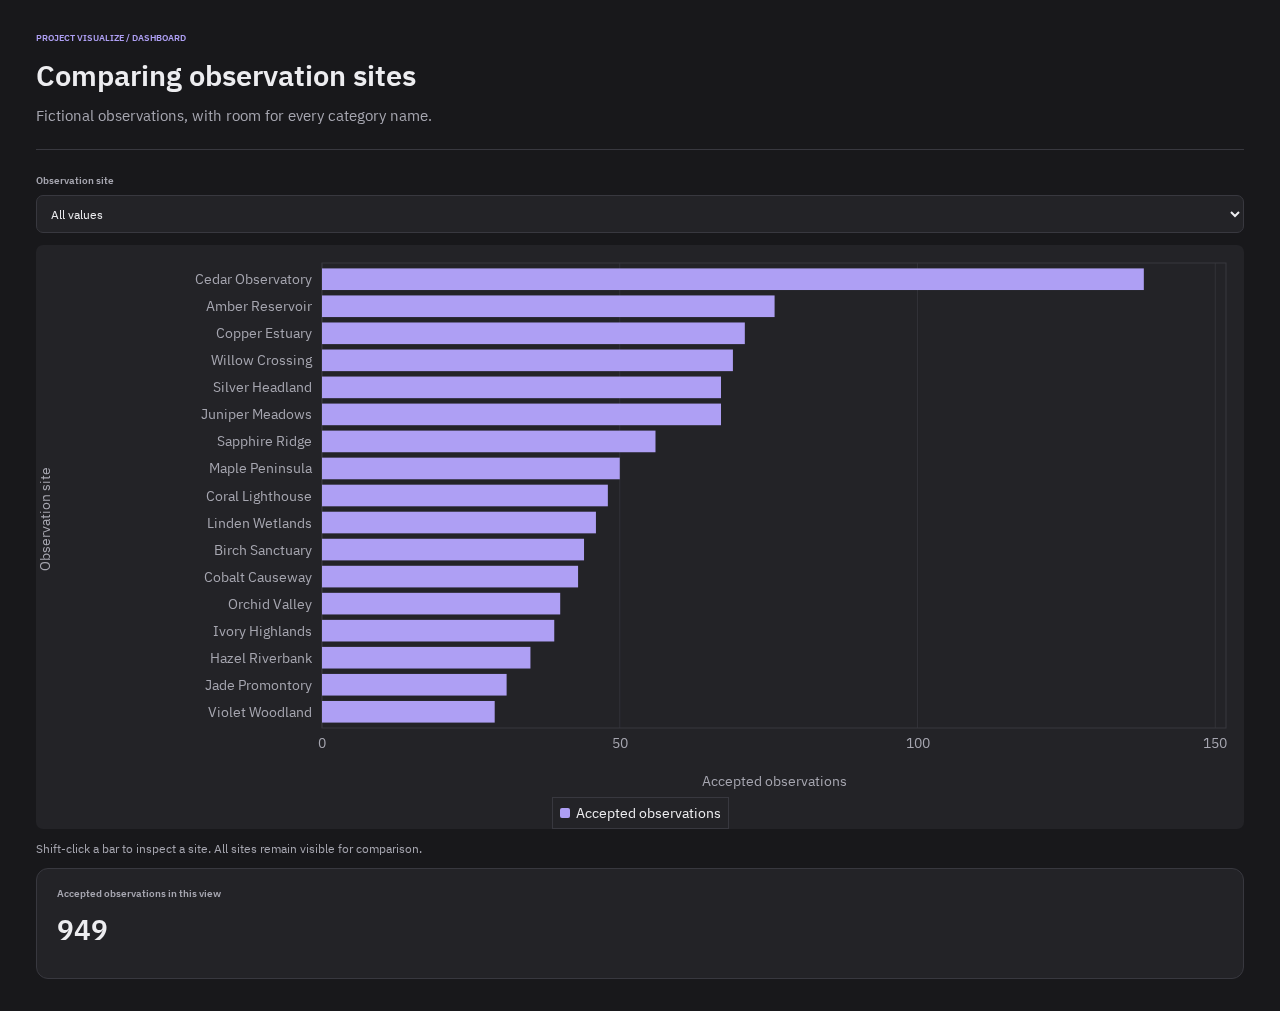 PROJECT VISUALIZE / DASHBOARD
Comparing observation sites
Fictional observations, with room for every category name.
Observation site
All values
Observation site
Cedar Observatory
Amber Reservoir
Copper Estuary
Willow Crossing
Silver Headland
Juniper Meadows
Sapphire Ridge
Maple Peninsula
Coral Lighthouse
Linden Wetlands
Birch Sanctuary
Cobalt Causeway
Orchid Valley
Ivory Highlands
Hazel Riverbank
Jade Promontory
Violet Woodland
0 50 100 150
Accepted observations
Accepted observations
Shift-click a bar to inspect a site. All sites remain visible for comparison.
Accepted observations in this view
949